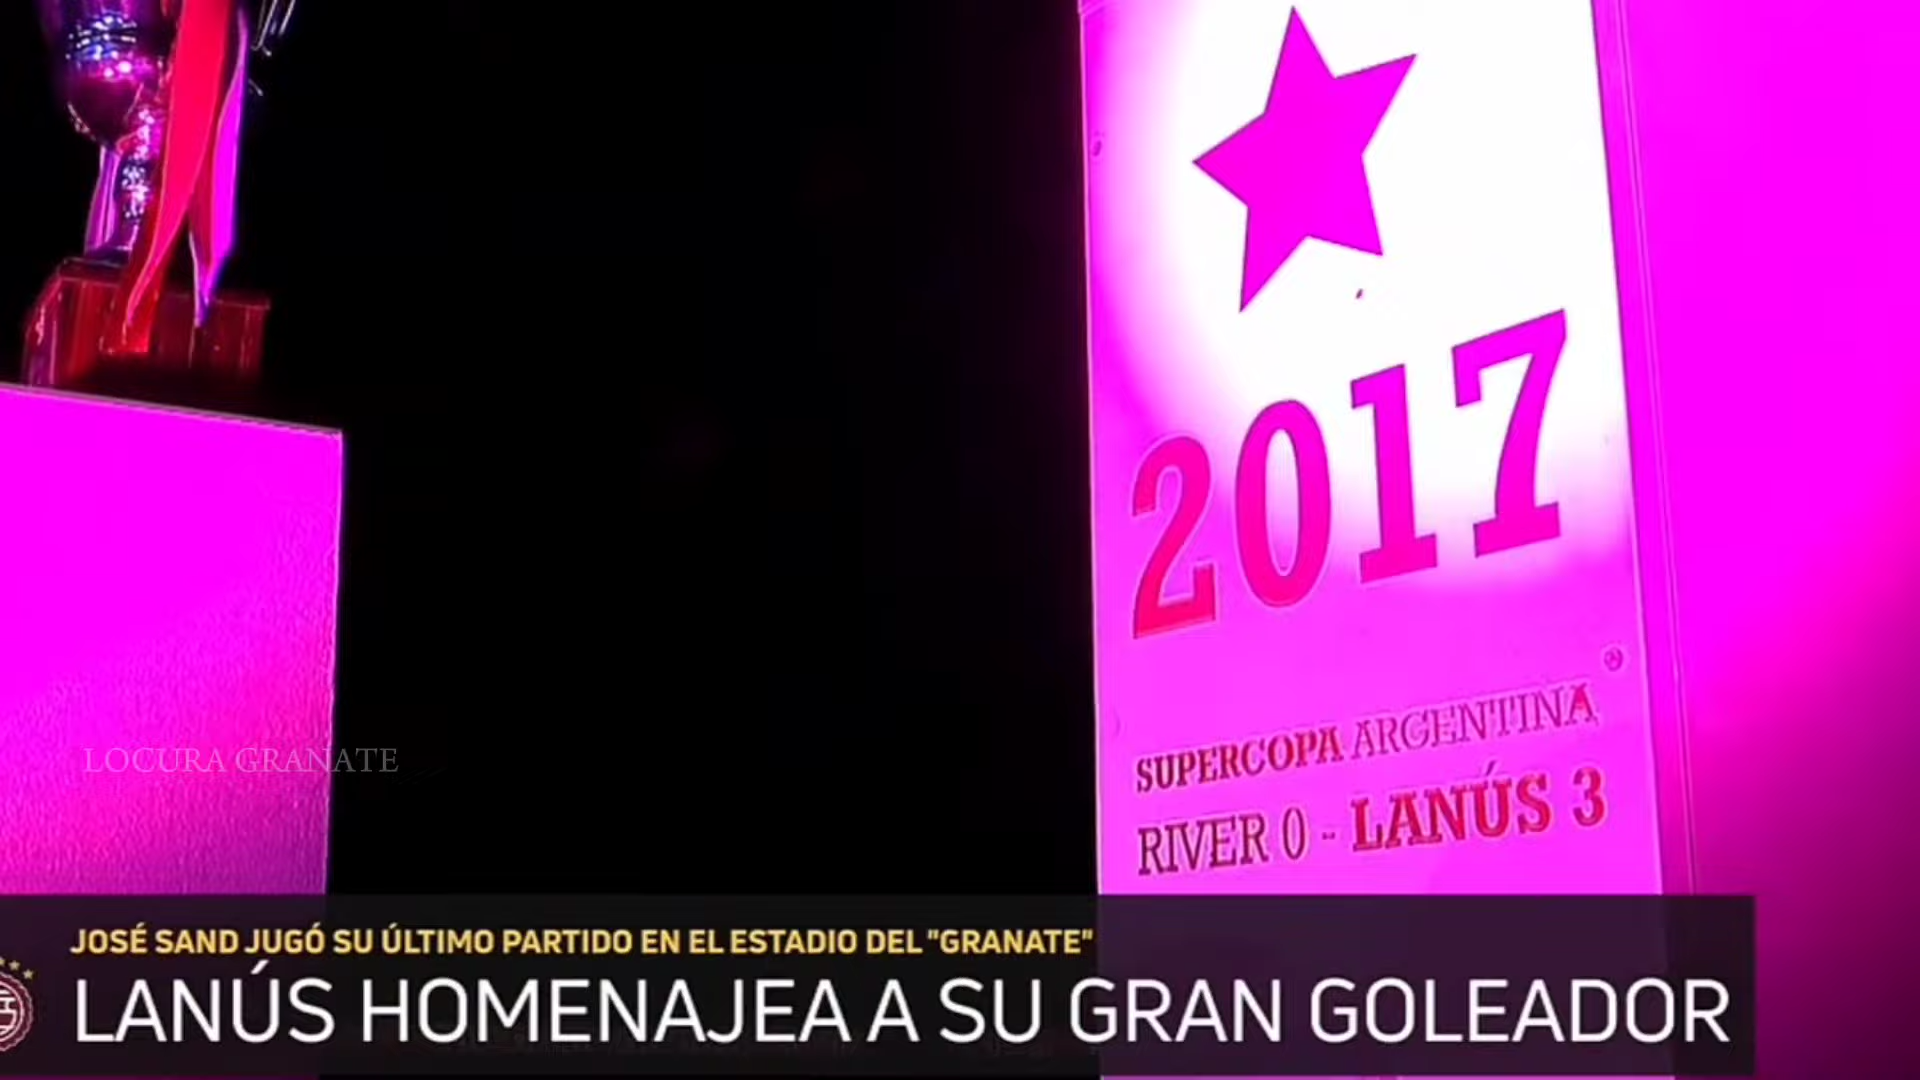 2017
SUPERCOPA ARGENTINA
RIVER 0 - LANÚS 3
LOCURA GRANATE
JOSÉ SAND JUGÓ SU ÚLTIMO PARTIDO EN EL ESTADIO DEL "GRANATE"
LANÚS HOMENAJEA A SU GRAN GOLEADOR